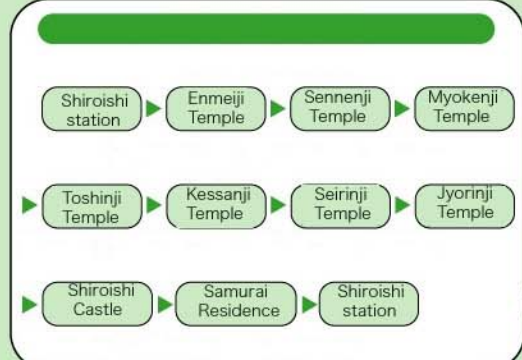 Shiroishi
station
Enmeiji
Temple
Sennenji
Temple
Myokenji
Temple
Toshinji
Temple
Kessanji
Temple
Seirinji
Temple
Jyorinji
Temple
Shiroishi
Castle
Samurai
Residence
Shiroishi
station